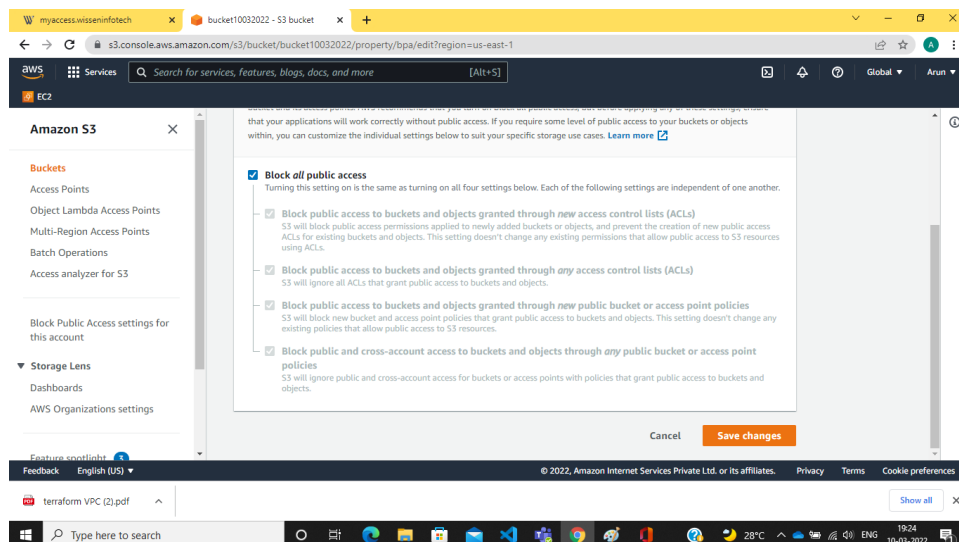 myaccess.wisseninfotech
bucket10032022 - S3 bucket
s3.console.aws.amazon.com/s3/bucket/bucket10032022/property/bpa/edit?region=us-east-1
A
aws
Services
Search for services, features, blogs, docs, and more
[Alt+S]
Global
Arun
EC2
Amazon S3
Buckets
Access Points
Object Lambda Access Points
Multi-Region Access Points
Batch Operations
Access analyzer for S3
Block Public Access settings for
this account
Storage Lens
Dashboards
AWS Organizations settings
Feature spotlight 3
that your applications will work correctly without public access. If you require some level of public access to your buckets or objects
within, you can customize the individual settings below to suit your specific storage use cases. Learn more
Block all public access
Turning this setting on is the same as turning on all four settings below. Each of the following settings are independent of one another.
Block public access to buckets and objects granted through new access control lists (ACLs)
S3 will block public access permissions applied to newly added buckets or objects, and prevent the creation of new public access
ACLs for existing buckets and objects. This setting doesn't change any existing permissions that allow public access to S3 resources
using ACLs.
Block public access to buckets and objects granted through any access control lists (ACLs)
S3 will ignore all ACLs that grant public access to buckets and objects.
Block public access to buckets and objects granted through new public bucket or access point policies
S3 will block new bucket and access point policies that grant public access to buckets and objects. This setting doesn't change any
existing policies that allow public access to S3 resources.
Block public and cross-account access to buckets and objects through any public bucket or access point
policies
S3 will ignore public and cross-account access for buckets or access points with policies that grant public access to buckets and
objects.
Cancel
Save changes
Feedback
English (US)
© 2022, Amazon Internet Services Private Ltd. or its affiliates.
Privacy
Terms
Cookie preferences
terraform VPC (2).pdf
Show all
Type here to search
28°C
ENG
19:24
10-03-2022